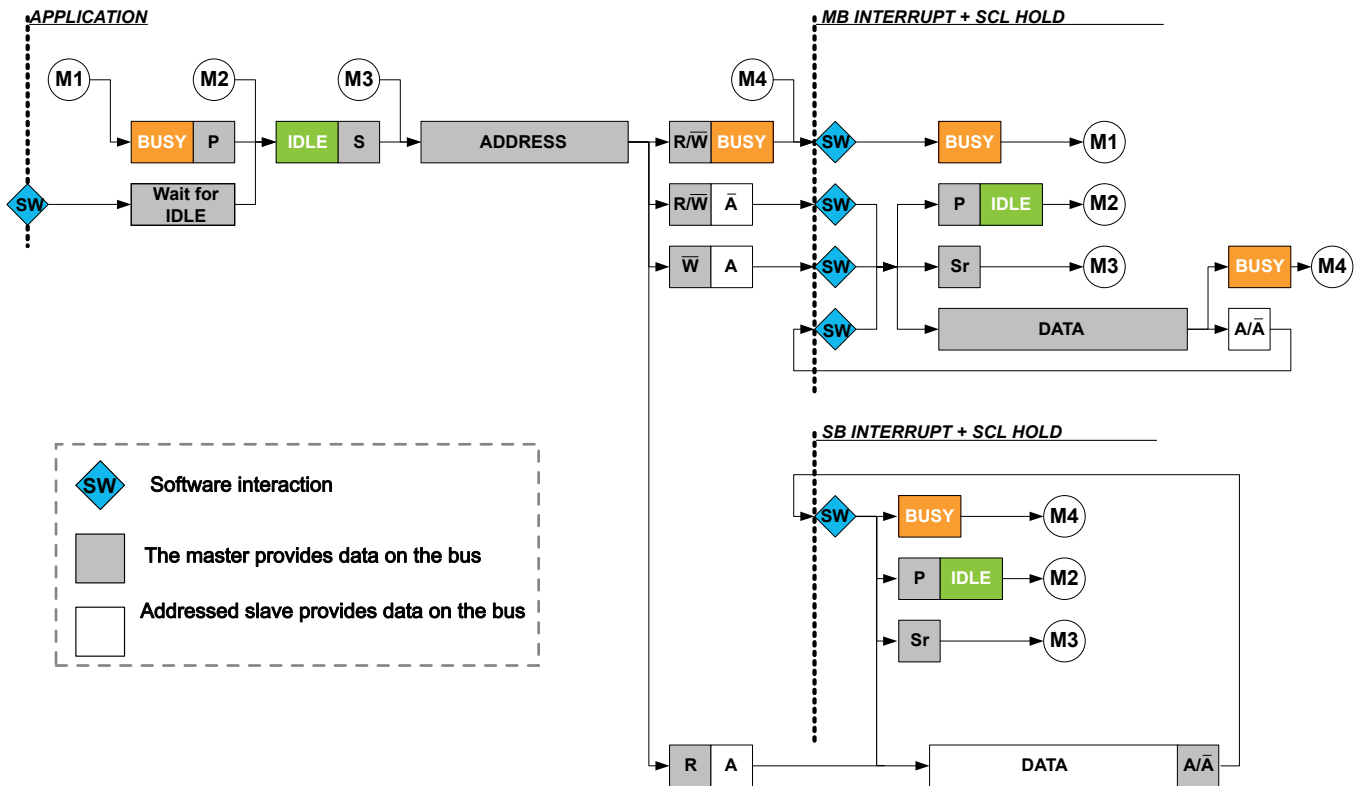 APPLICATION
MB INTERRUPT + SCL HOLD
M1
M2
M3
M4
BUSY P
IDLE S
ADDRESS
R/W̅ BUSY
SW
BUSY
M1
SW
Wait for
IDLE
R/W̅ A̅
SW
P IDLE
M2
W̅ A
SW
Sr
M3
BUSY
M4
SW
DATA
A/A̅
SB INTERRUPT + SCL HOLD
SW
Software interaction
The master provides data on the bus
Addressed slave provides data on the bus
SW
BUSY
M4
P IDLE
M2
Sr
M3
R A
DATA
A/A̅